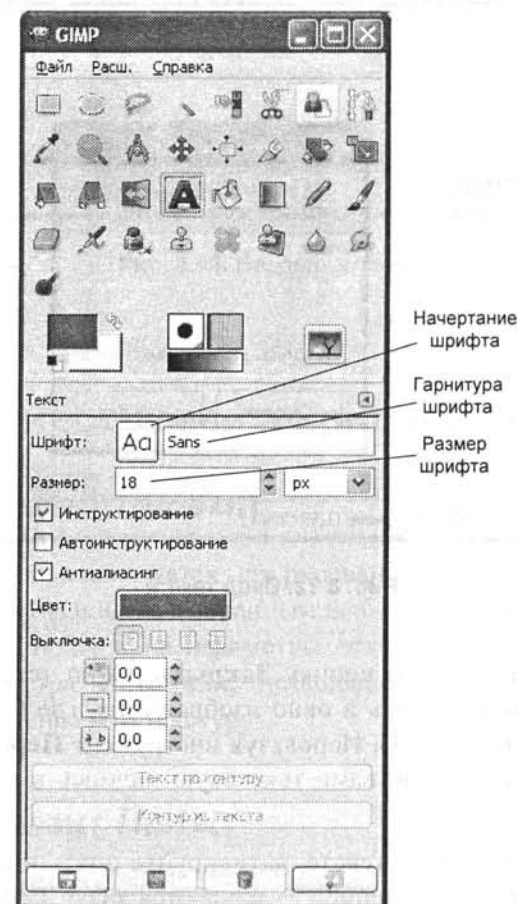 GIMP
Файл Расш. Справка
Начертание
шрифта
Гарнитура
шрифта
Размер
шрифта
Текст
Шрифт: Aa Sans
Размер: 18 px
Инструктирование
Автоинструктирование
Антиалиасинг
Цвет:
Выключка:
0,0
0,0
a b 0,0
Текст по контуру
Контур из текста